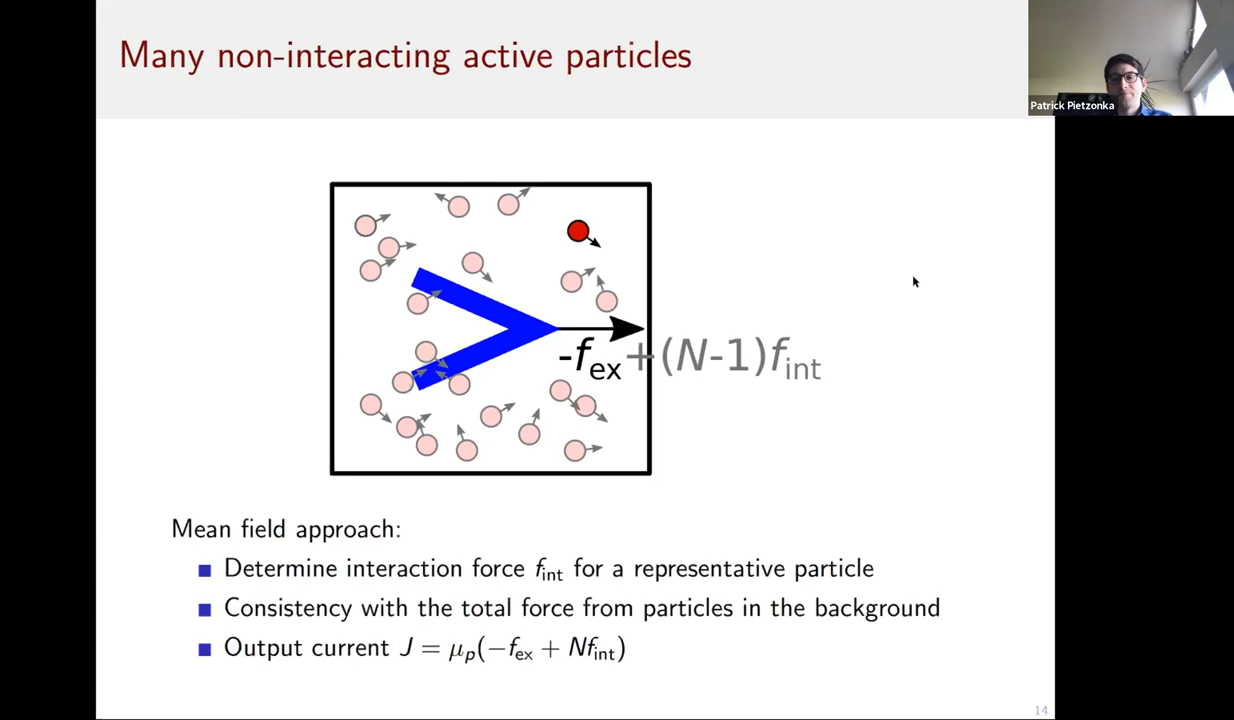 Many non-interacting active particles
Patrick Pietzonka
-fex+(N-1)fint
Mean field approach:
Determine interaction force fint for a representative particle
Consistency with the total force from particles in the background
Output current J = μp(−fex + Nfint)
14